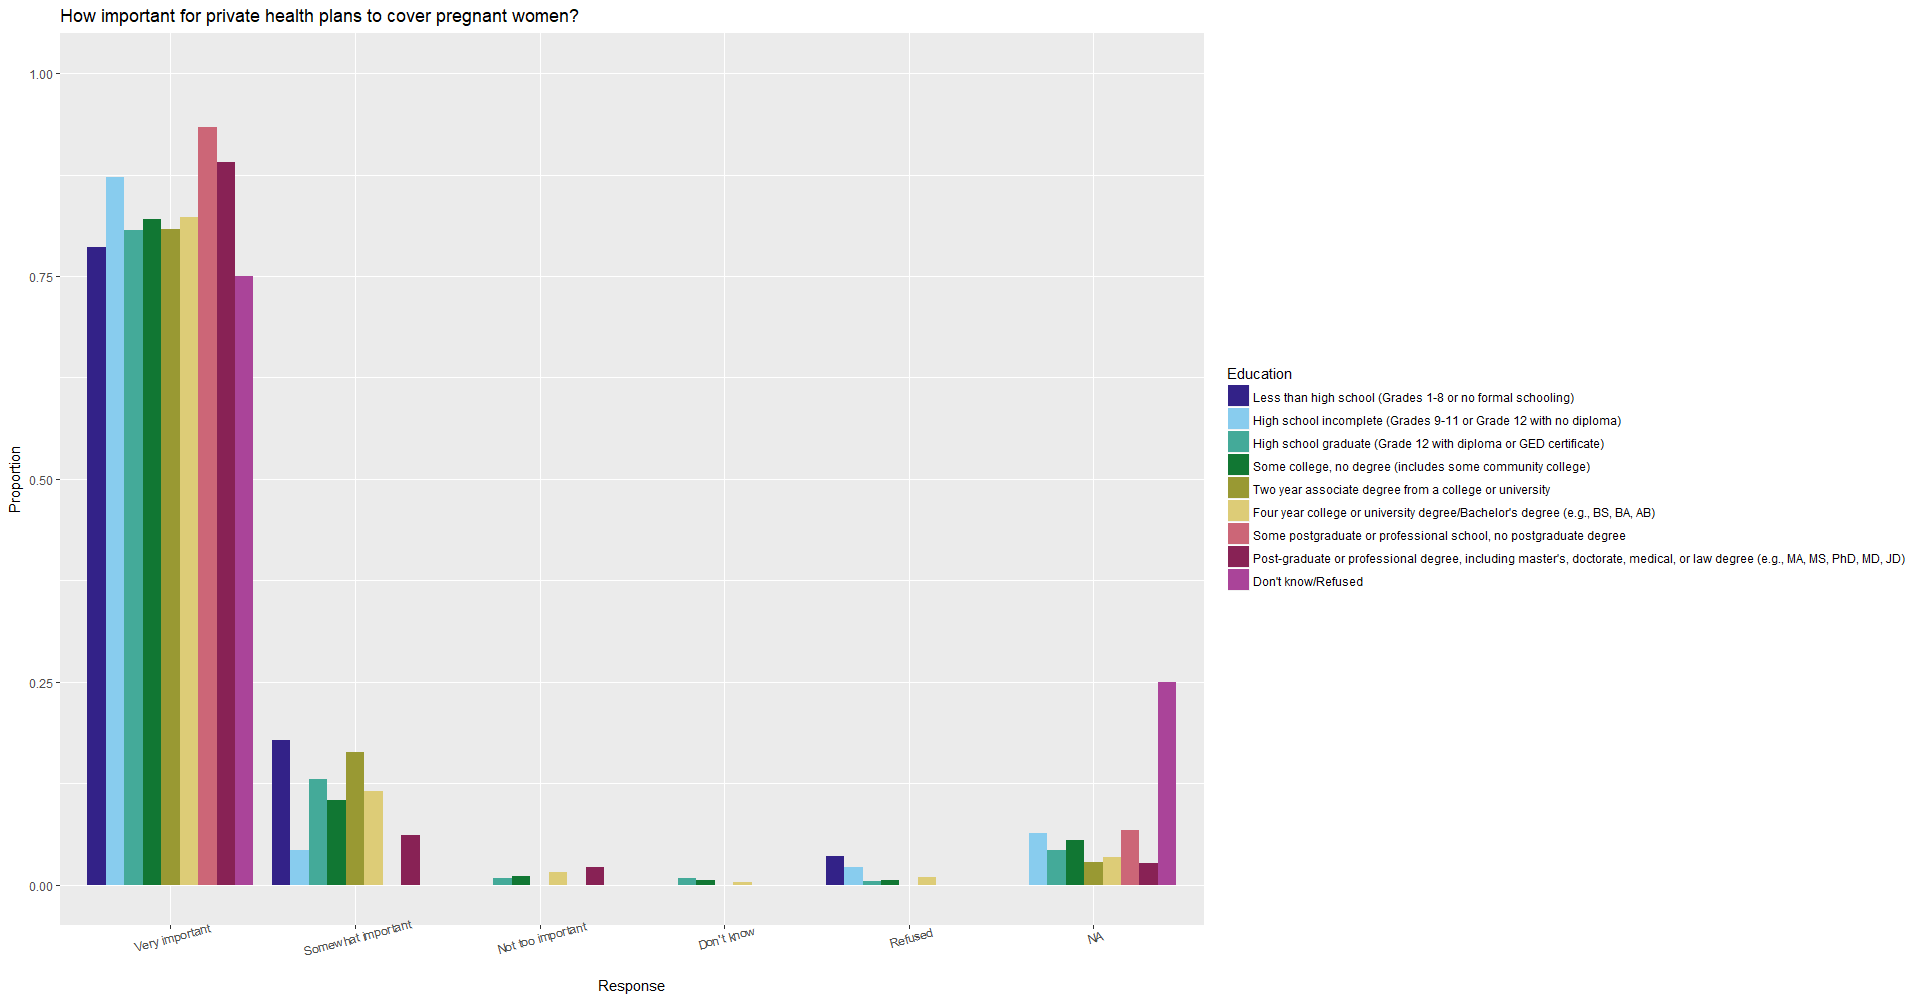 How important for private health plans to cover pregnant women?
1.00
0.75
0.50
0.25
0.00
Proportion
Very important
Somewhat important
Not too important
Don't know
Refused
NA
Response
Education
Less than high school (Grades 1-8 or no formal schooling)
High school incomplete (Grades 9-11 or Grade 12 with no diploma)
High school graduate (Grade 12 with diploma or GED certificate)
Some college, no degree (includes some community college)
Two year associate degree from a college or university
Four year college or university degree/Bachelor's degree (e.g., BS, BA, AB)
Some postgraduate or professional school, no postgraduate degree
Post-graduate or professional degree, including master's, doctorate, medical, or law degree (e.g., MA, MS, PhD, MD, JD)
Don't know/Refused